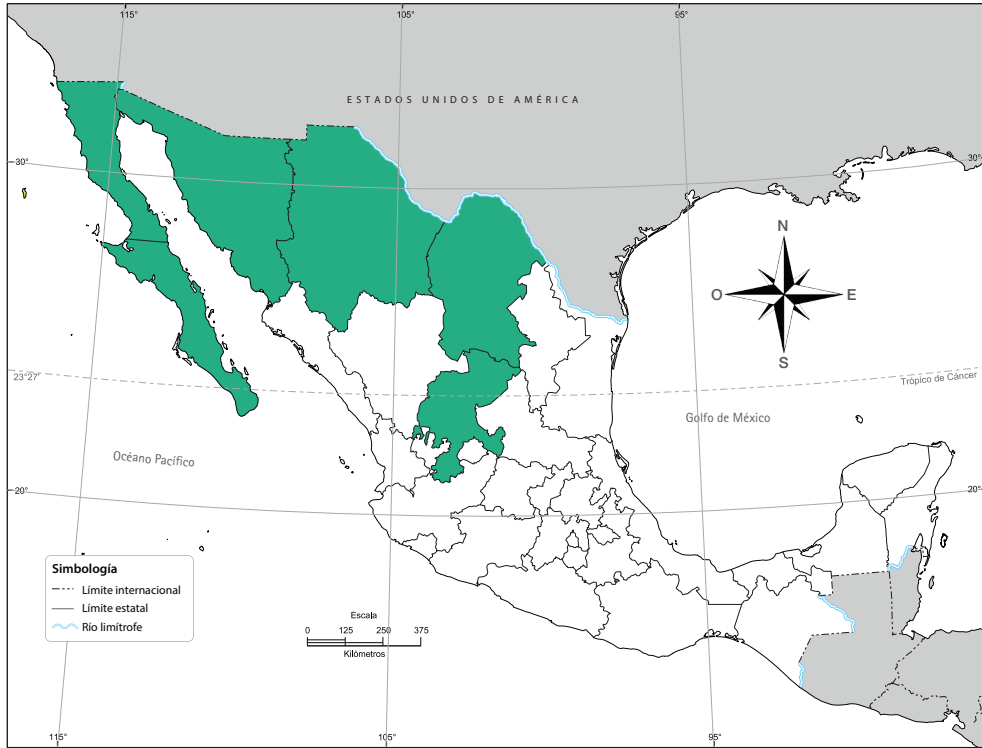 115°
105°
95°
ESTADOS UNIDOS DE AMÉRICA
30°
30°
N
O
E
S
23°27'
Trópico de Cáncer
Golfo de México
Océano Pacífico
20°
20°
Simbología
Límite internacional
Límite estatal
Río limítrofe
Escala
0 125 250 375
Kilómetros
115°
105°
95°